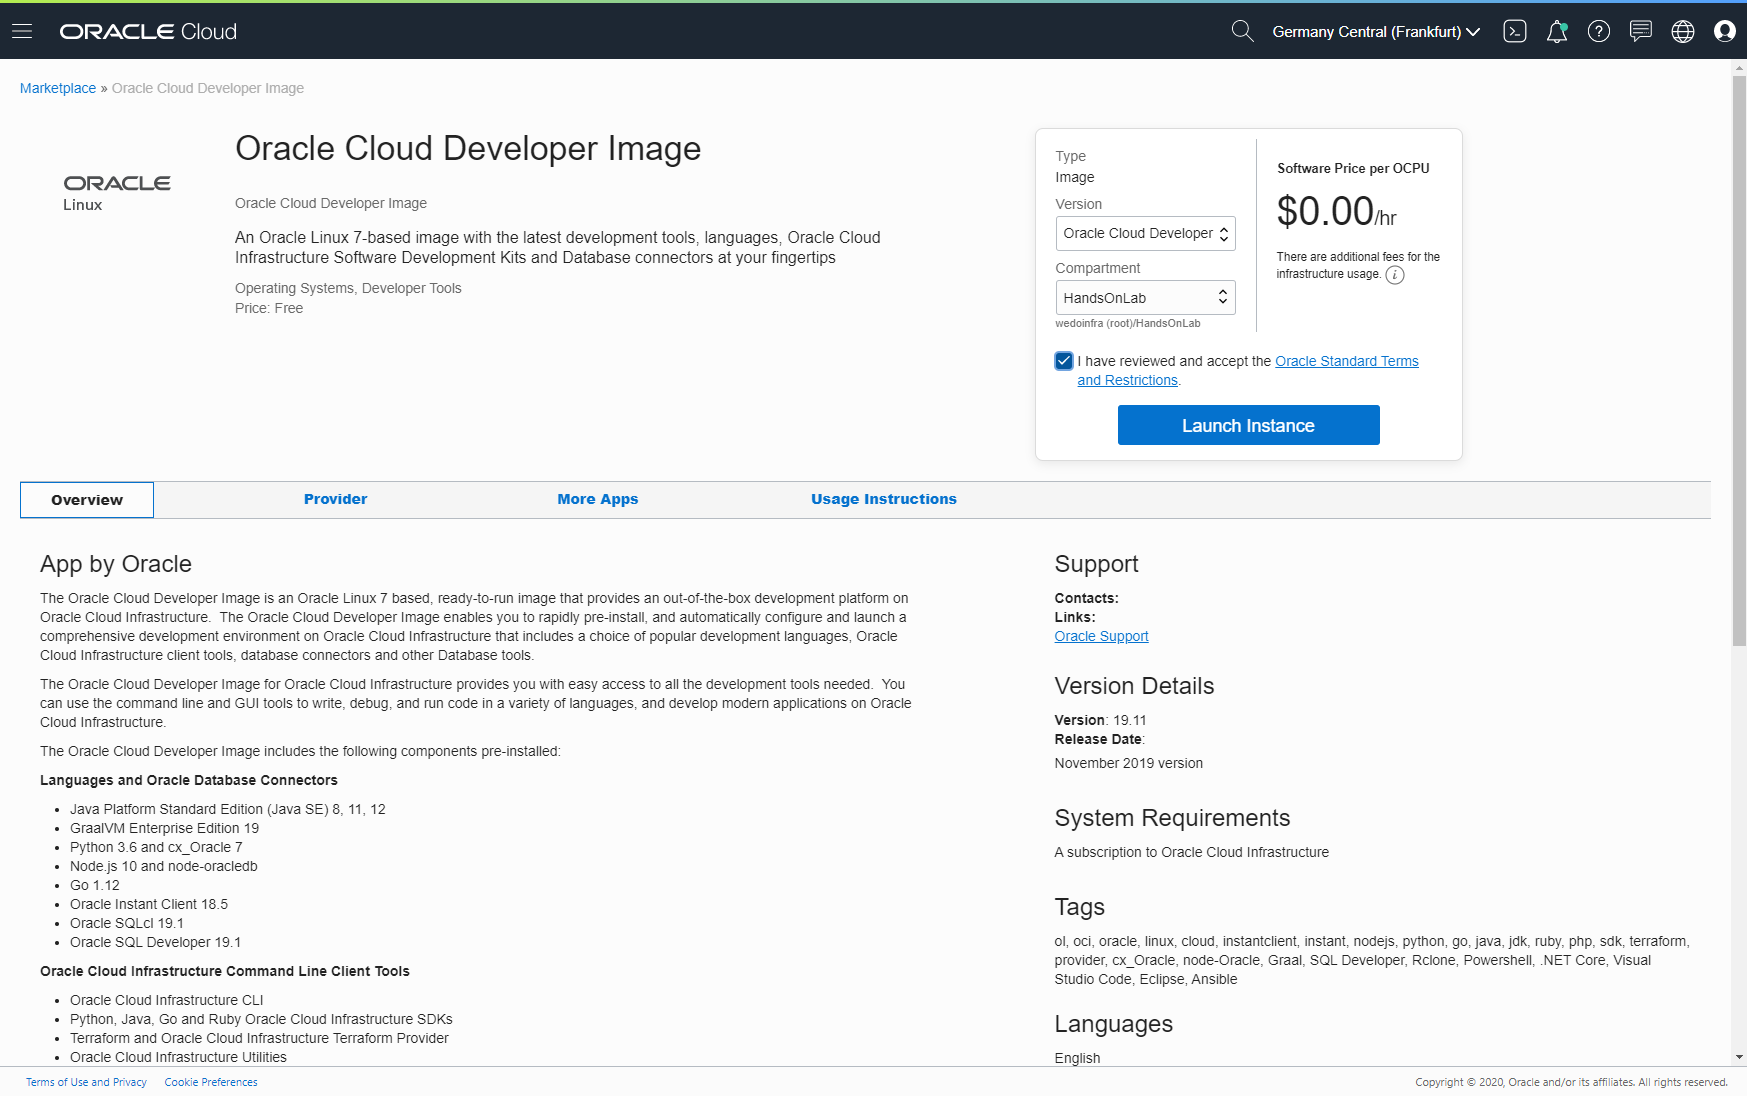 ORACLE Cloud
Germany Central (Frankfurt)
Marketplace » Oracle Cloud Developer Image
ORACLE
Linux
Oracle Cloud Developer Image
Oracle Cloud Developer Image
An Oracle Linux 7-based image with the latest development tools, languages, Oracle Cloud
Infrastructure Software Development Kits and Database connectors at your fingertips
Operating Systems, Developer Tools
Price: Free
Type
Image
Version
Oracle Cloud Developer
Compartment
HandsOnLab
wedoinfra (root)/HandsOnLab
Software Price per OCPU
$0.00/hr
There are additional fees for the
infrastructure usage. i
I have reviewed and accept the Oracle Standard Terms
and Restrictions.
Launch Instance
Overview
Provider
More Apps
Usage Instructions
App by Oracle
The Oracle Cloud Developer Image is an Oracle Linux 7 based, ready-to-run image that provides an out-of-the-box development platform on
Oracle Cloud Infrastructure. The Oracle Cloud Developer Image enables you to rapidly pre-install, and automatically configure and launch a
comprehensive development environment on Oracle Cloud Infrastructure that includes a choice of popular development languages, Oracle
Cloud Infrastructure client tools, database connectors and other Database tools.
The Oracle Cloud Developer Image for Oracle Cloud Infrastructure provides you with easy access to all the development tools needed. You
can use the command line and GUI tools to write, debug, and run code in a variety of languages, and develop modern applications on Oracle
Cloud Infrastructure.
The Oracle Cloud Developer Image includes the following components pre-installed:
Languages and Oracle Database Connectors
• Java Platform Standard Edition (Java SE) 8, 11, 12
• GraalVM Enterprise Edition 19
• Python 3.6 and cx_Oracle 7
• Node.js 10 and node-oracledb
• Go 1.12
• Oracle Instant Client 18.5
• Oracle SQLcl 19.1
• Oracle SQL Developer 19.1
Oracle Cloud Infrastructure Command Line Client Tools
• Oracle Cloud Infrastructure CLI
• Python, Java, Go and Ruby Oracle Cloud Infrastructure SDKs
• Terraform and Oracle Cloud Infrastructure Terraform Provider
• Oracle Cloud Infrastructure Utilities
Support
Contacts:
Links:
Oracle Support
Version Details
Version: 19.11
Release Date:
November 2019 version
System Requirements
A subscription to Oracle Cloud Infrastructure
Tags
ol, oci, oracle, linux, cloud, instantclient, instant, nodejs, python, go, java, jdk, ruby, php, sdk, terraform,
provider, cx_Oracle, node-Oracle, Graal, SQL Developer, Rclone, Powershell, .NET Core, Visual
Studio Code, Eclipse, Ansible
Languages
English
Terms of Use and Privacy
Cookie Preferences
Copyright © 2020, Oracle and/or its affiliates. All rights reserved.